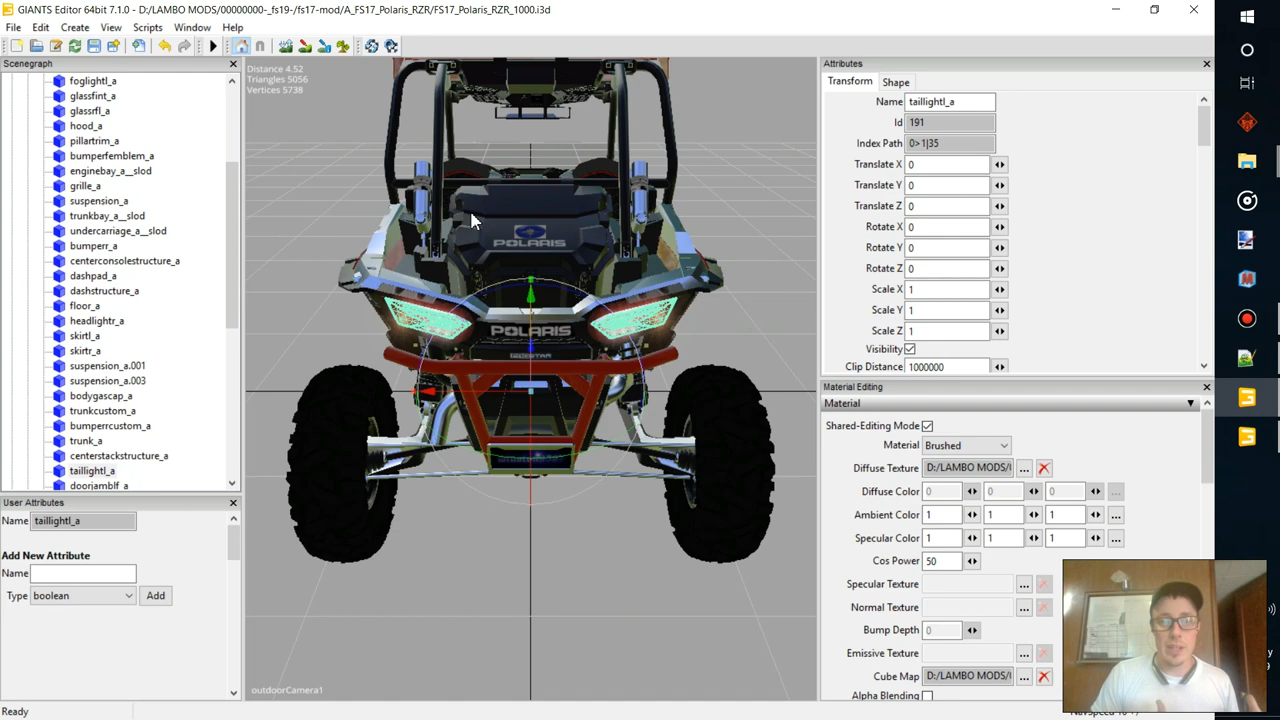 GIANTS Editor 64bit 7.1.0 - D:/LAMBO MODS/00000000-_fs19-/fs17-mod/A_FS17_Polaris_RZR/FS17_Polaris_RZR_1000.i3d
File Edit Create View Scripts Window Help
Scenegraph
foglightl_a
glassfint_a
glassrfl_a
hood_a
pillartrim_a
bumperfemblem_a
enginebay_a__slod
grille_a
suspension_a
trunkbay_a__slod
undercarriage_a__slod
bumperr_a
centerconsolestructure_a
dashpad_a
dashstructure_a
floor_a
headlightr_a
skirtl_a
skirtr_a
suspension_a.001
suspension_a.003
bodygascap_a
trunkcustom_a
bumperrcustom_a
trunk_a
centerstackstructure_a
taillightl_a
doorjamblf_a
User Attributes
Name taillightl_a
Add New Attribute
Name
Type boolean Add
Ready
Distance 4.52
Triangles 5056
Vertices 5738
POLARIS
POLARIS
outdoorCamera1
Attributes
Transform Shape
Name taillightl_a
Id 191
Index Path 0>1|35
Translate X 0
Translate Y 0
Translate Z 0
Rotate X 0
Rotate Y 0
Rotate Z 0
Scale X 1
Scale Y 1
Scale Z 1
Visibility
Clip Distance 1000000
Material Editing
Material
Shared-Editing Mode
Material Brushed
Diffuse Texture D:/LAMBO MODS/ ...
Diffuse Color 0 0 0 ...
Ambient Color 1 1 1 ...
Specular Color 1 1 1 ...
Cos Power 50
Specular Texture ...
Normal Texture ...
Bump Depth 0
Emissive Texture ...
Cube Map D:/LAMBO MODS/ ...
Alpha Blending